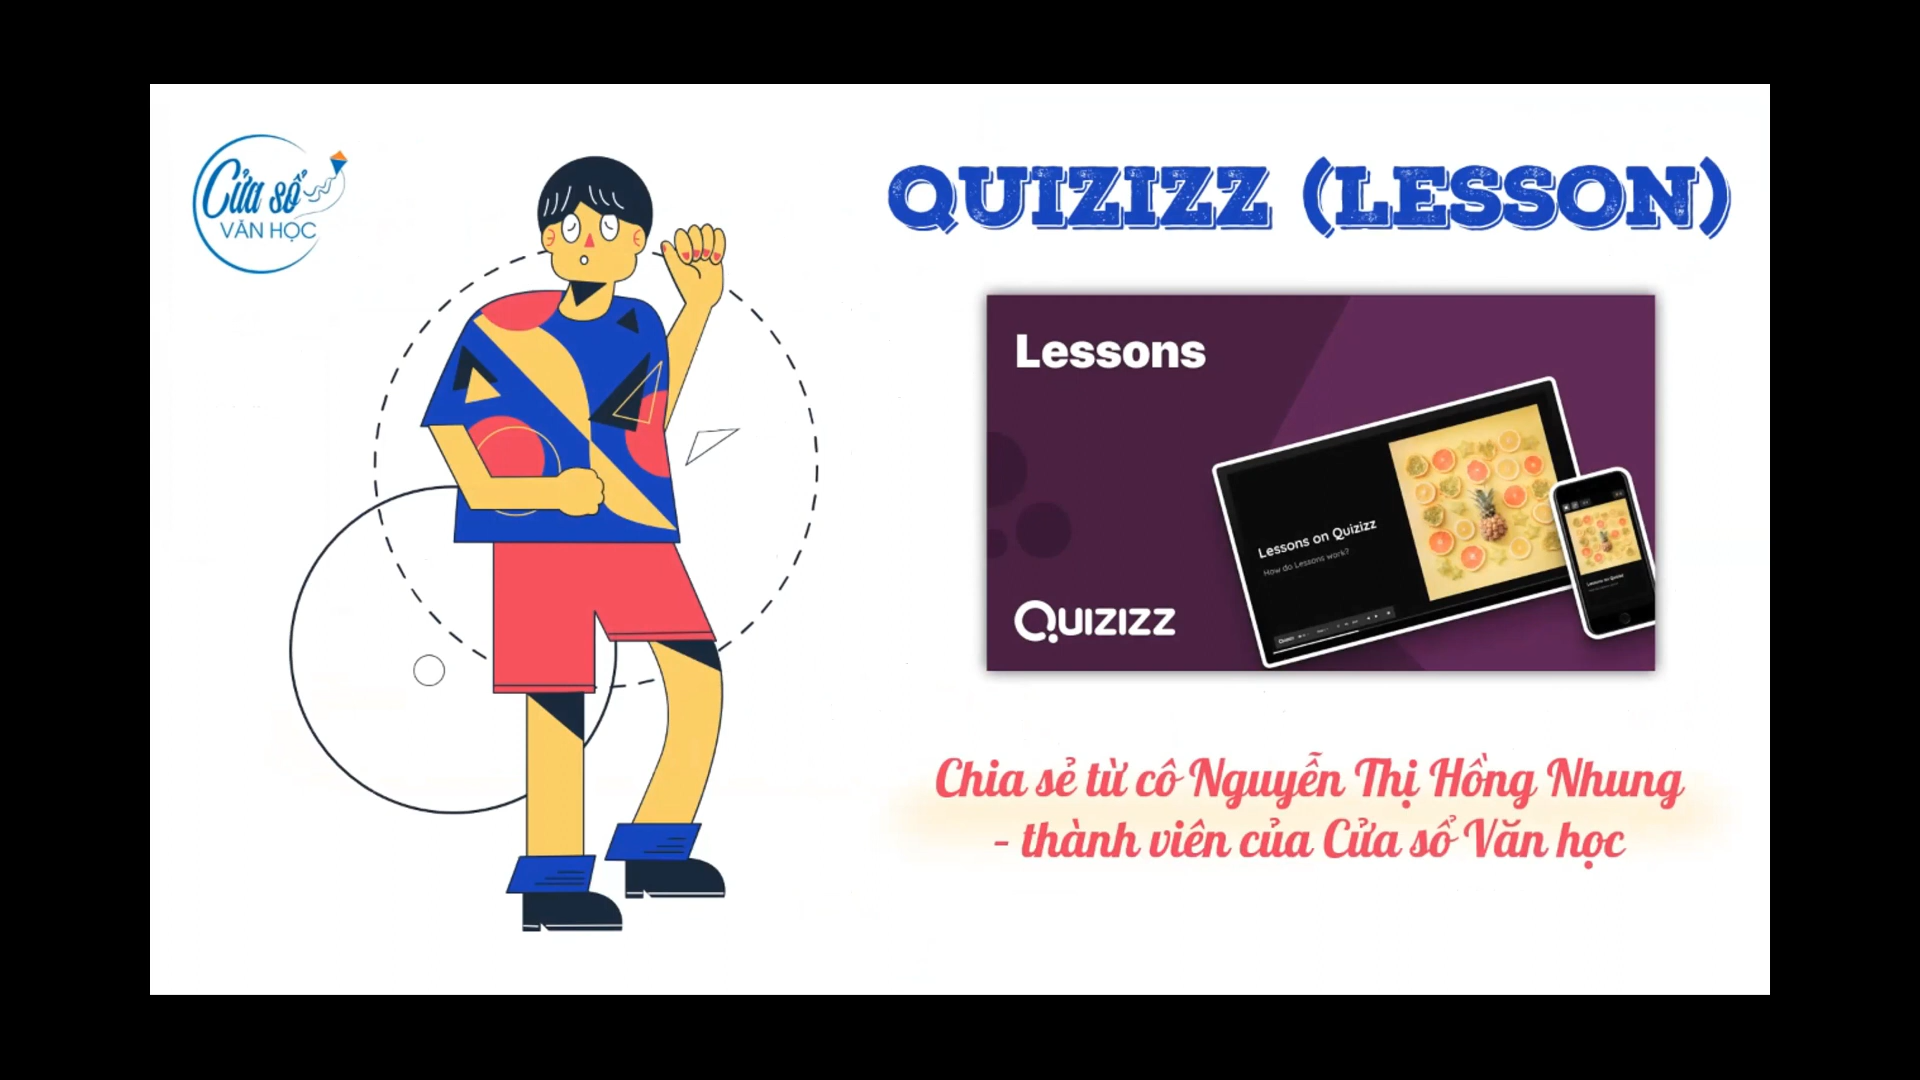 Cửa sổ
VĂN HỌC
QUIZIZZ (LESSON)
Lessons
Lessons on Quizizz
How do Lessons work?
QUIZIZZ
Chia sẻ từ cô Nguyễn Thị Hồng Nhung
- thành viên của Cửa sổ Văn học